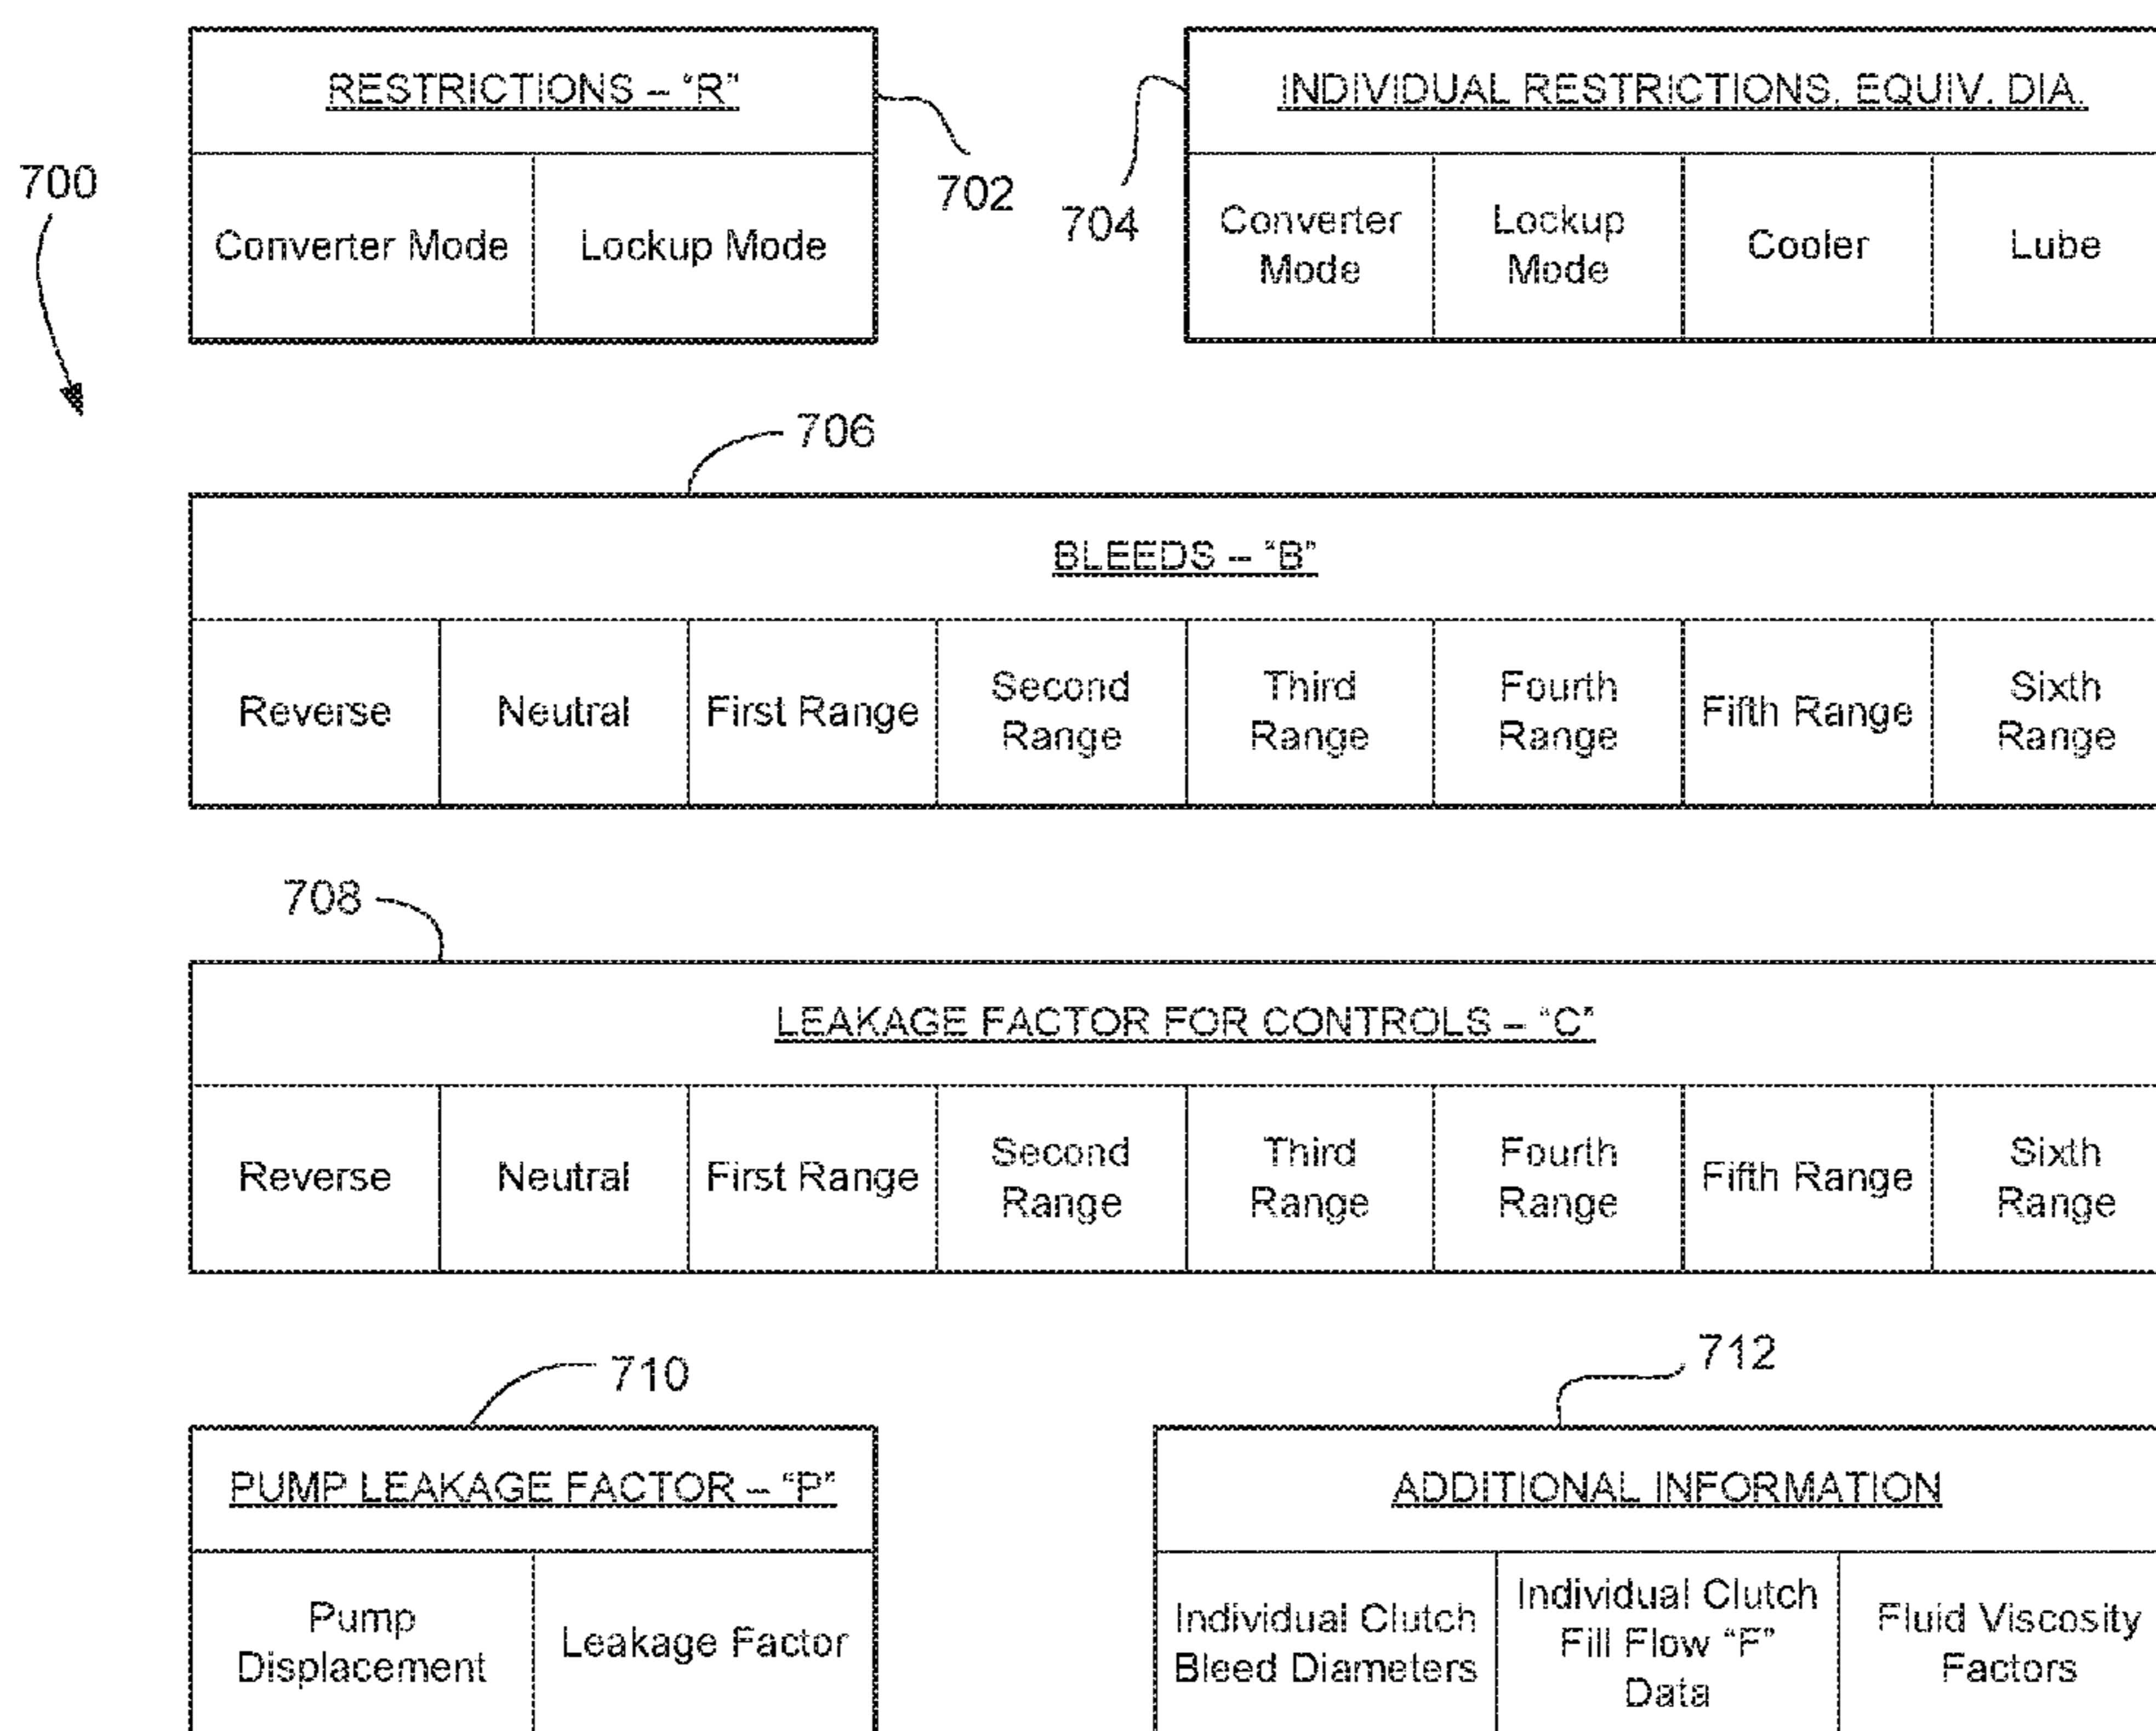 RESTRICTIONS – "R"
INDIVIDUAL RESTRICTIONS, EQUIV. DIA.
700
702
704
Converter Mode
Lockup Mode
Converter
Mode
Lockup
Mode
Cooler
Lube
706
BLEEDS – "B"
Reverse
Neutral
First Range
Second
Range
Third
Range
Fourth
Range
Fifth Range
Sixth
Range
708
LEAKAGE FACTOR FOR CONTROLS – "C"
Reverse
Neutral
First Range
Second
Range
Third
Range
Fourth
Range
Fifth Range
Sixth
Range
710
712
PUMP LEAKAGE FACTOR – "P"
ADDITIONAL INFORMATION
Pump
Displacement
Leakage Factor
Individual Clutch
Bleed Diameters
Individual Clutch
Fill Flow "F"
Data
Fluid Viscosity
Factors